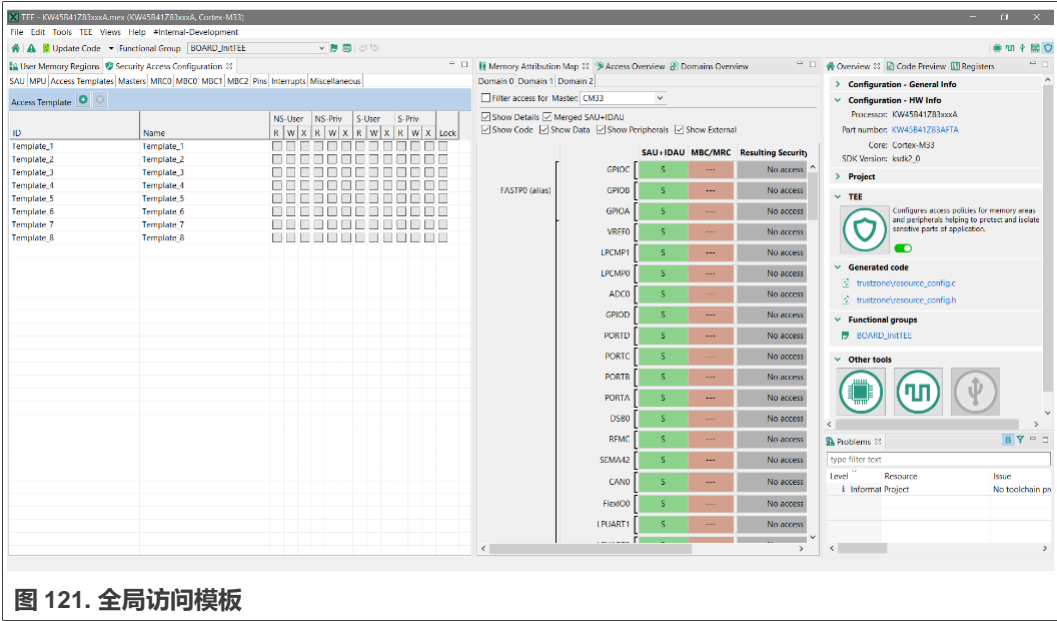 TEE - KW45B41Z83xxxA.mex (KW45B41Z83xxxA, Cortex-M33)
File Edit Tools TEE Views Help #Internal-Development
Update Code Functional Group BOARD_InitTEE
User Memory Regions Security Access Configuration
SAU MPU Access Templates Masters MRC0 MBC0 MBC1 MBC2 Pins Interrupts Miscellaneous
Access Template
NS-User NS-Priv S-User S-Priv
ID Name R W X R W X R W X R W X Lock
Template_1 Template_1
Template_2 Template_2
Template_3 Template_3
Template_4 Template_4
Template_5 Template_5
Template_6 Template_6
Template_7 Template_7
Template_8 Template_8
Memory Attribution Map Access Overview Domains Overview
Domain 0 Domain 1 Domain 2
Filter access for Master: CM33
Show Details Merged SAU+IDAU
Show Code Show Data Show Peripherals Show External
SAU+IDAU MBC/MRC Resulting Security
FASTP0 (alias)
GPIOC S --- No access
GPIOB S --- No access
GPIOA S --- No access
VREF0 S --- No access
LPCMP1 S --- No access
LPCMP0 S --- No access
ADC0 S --- No access
GPIOD S --- No access
PORTD S --- No access
PORTC S --- No access
PORTB S --- No access
PORTA S --- No access
DSB0 S --- No access
RFMC S --- No access
SEMA42 S --- No access
CAN0 S --- No access
FlexIO0 S --- No access
LPUART1 S --- No access
Overview Code Preview Registers
Configuration - General Info
Configuration - HW Info
Processor: KW45B41Z83xxxA
Part number: KW45B41Z83AFTA
Core: Cortex-M33
SDK Version: ksdk2_0
Project
TEE
Configures access policies for memory areas
and peripherals helping to protect and isolate
sensitive parts of application.
Generated code
trustzone\resource_config.c
trustzone\resource_config.h
Functional groups
BOARD_InitTEE
Other tools
Problems
type filter text
Level Resource Issue
Informat Project No toolchain pro
图 121. 全局访问模板